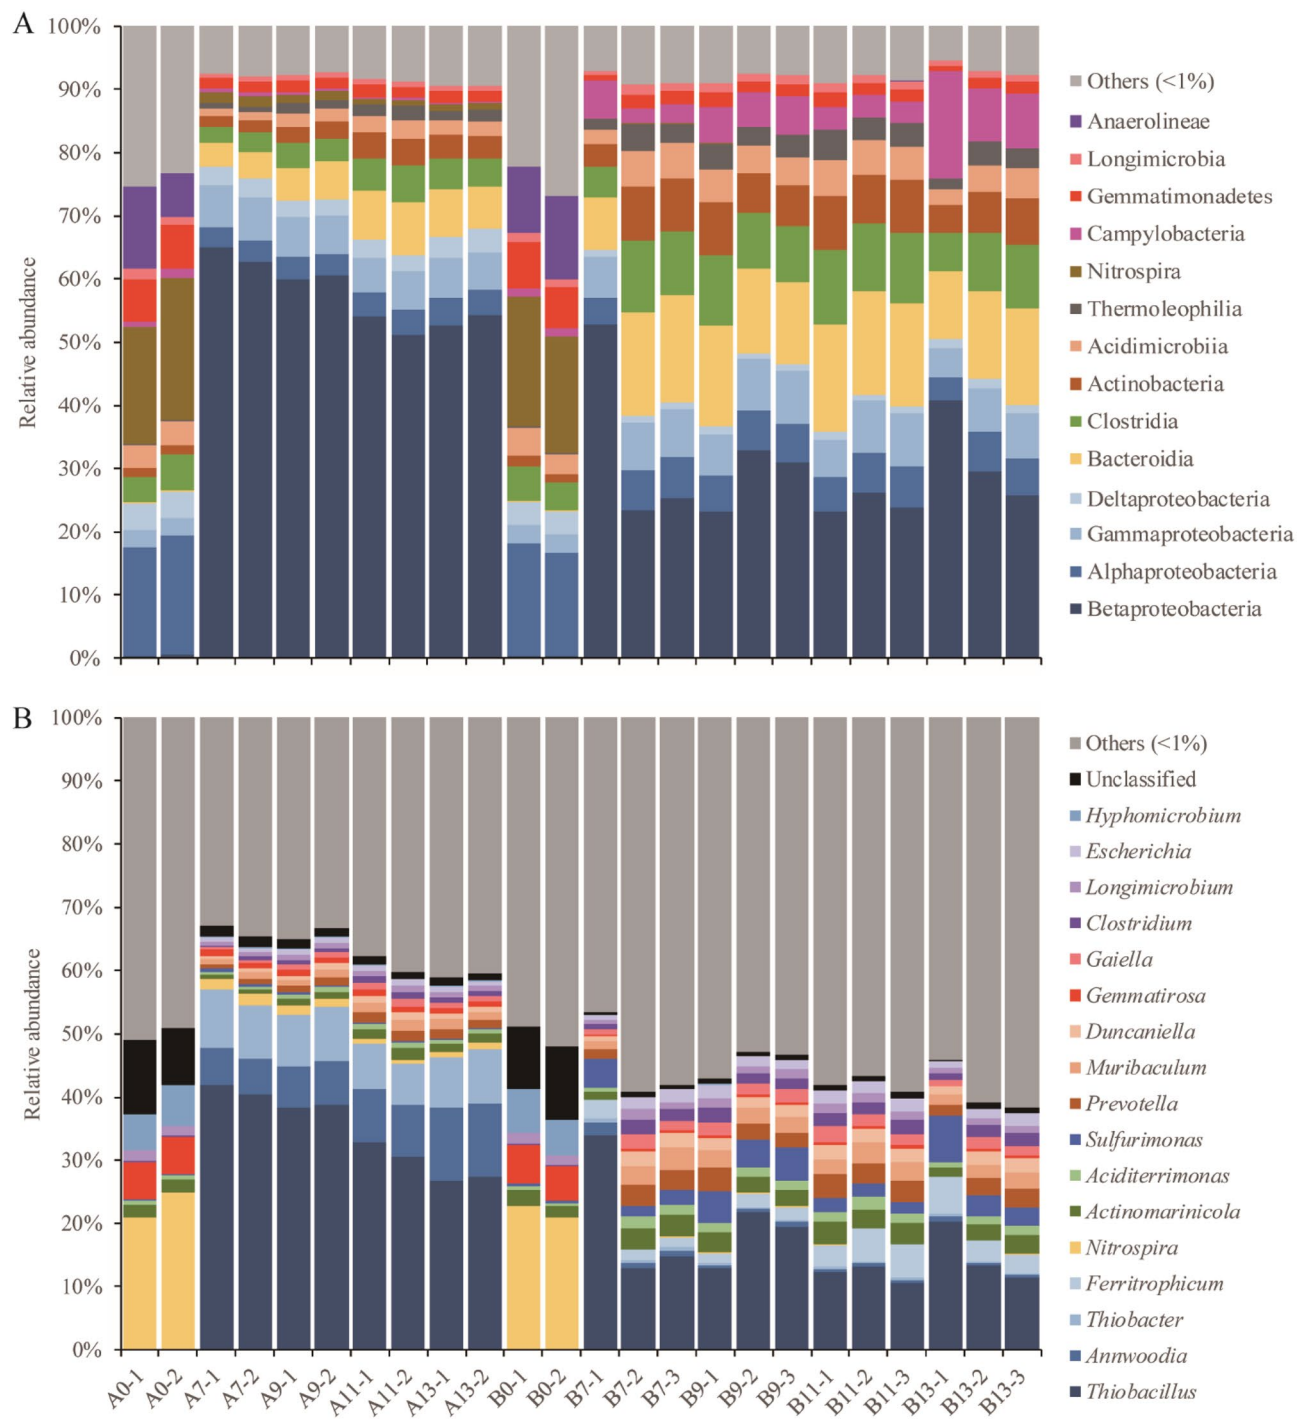 A
100%
90%
80%
70%
60%
50%
40%
30%
20%
10%
0%
Relative abundance
Others (<1%)
Anaerolineae
Longimicrobia
Gemmatimonadetes
Campylobacteria
Nitrospira
Thermoleophilia
Acidimicrobiia
Actinobacteria
Clostridia
Bacteroidia
Deltaproteobacteria
Gammaproteobacteria
Alphaproteobacteria
Betaproteobacteria
B
100%
90%
80%
70%
60%
50%
40%
30%
20%
10%
0%
Relative abundance
Others (<1%)
Unclassified
Hyphomicrobium
Escherichia
Longimicrobium
Clostridium
Gaiella
Gemmatirosa
Duncaniella
Muribaculum
Prevotella
Sulfurimonas
Aciditerrimonas
Actinomarinicola
Nitrospira
Ferritrophicum
Thiobacter
Annwoodia
Thiobacillus
A0-1
A0-2
A7-1
A7-2
A9-1
A9-2
A11-1
A11-2
A13-1
A13-2
B0-1
B0-2
B7-1
B7-2
B7-3
B9-1
B9-2
B9-3
B11-1
B11-2
B11-3
B13-1
B13-2
B13-3